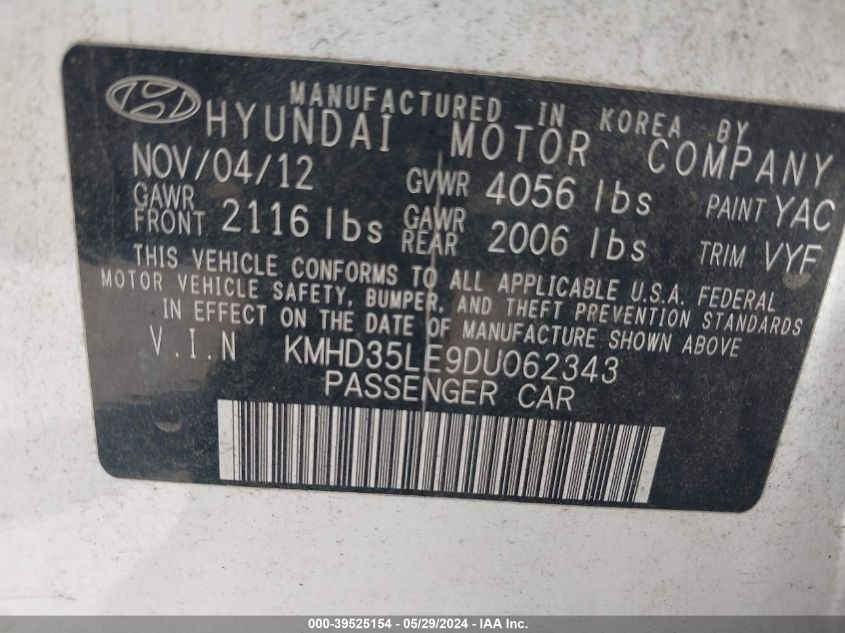 MANUFACTURED IN KOREA BY
HYUNDAI MOTOR COMPANY
NOV/04/12 GVWR 4056 lbs PAINT YAC
GAWR FRONT 2116 lbs GAWR REAR 2006 lbs TRIM VYF
THIS VEHICLE CONFORMS TO ALL APPLICABLE U.S.A. FEDERAL
MOTOR VEHICLE SAFETY, BUMPER, AND THEFT PREVENTION STANDARDS
IN EFFECT ON THE DATE OF MANUFACTURE SHOWN ABOVE
V.I.N KMHD35LE9DU062343
PASSENGER CAR
000-39525154 - 05/29/2024 - IAA Inc.